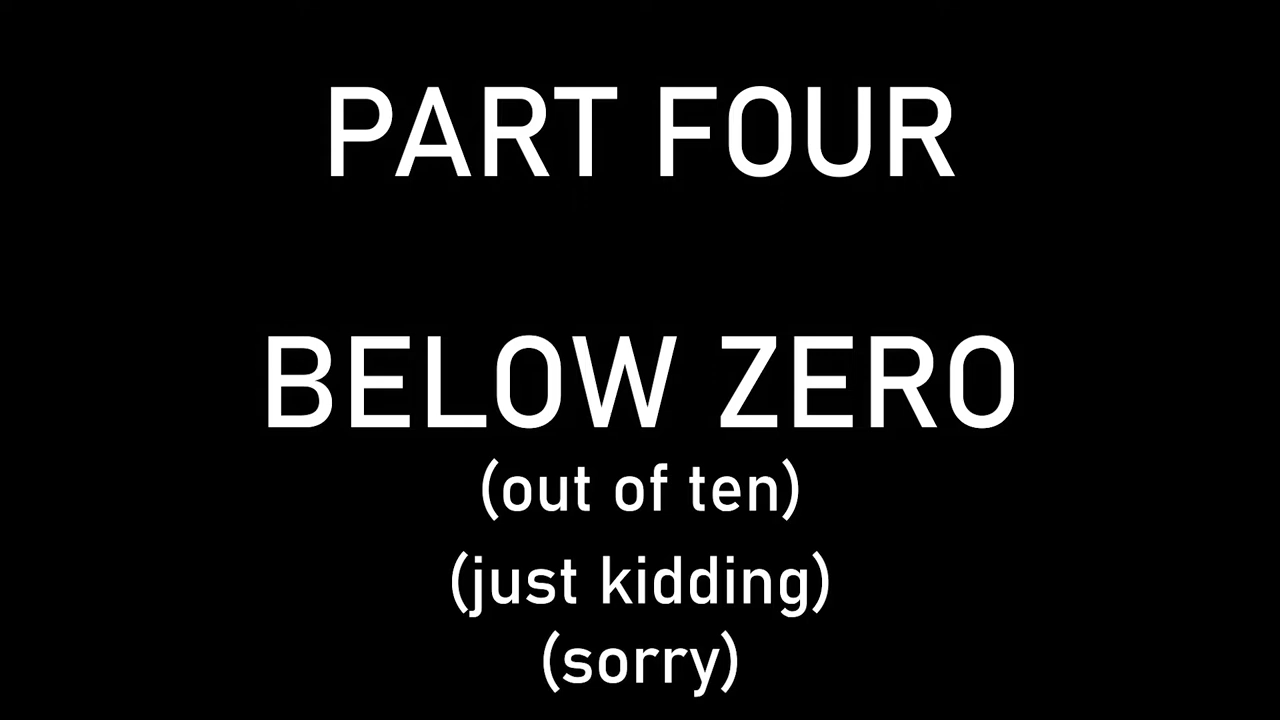 PART FOUR
BELOW ZERO
(out of ten)
(just kidding)
(sorry)